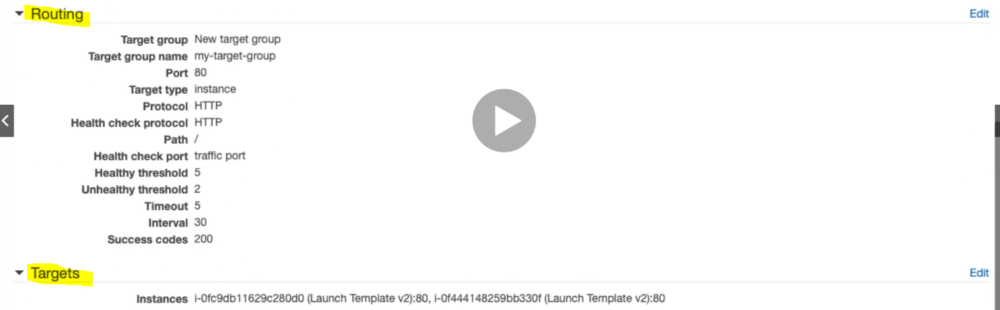 Routing Edit
Target group New target group
Target group name my-target-group
Port 80
Target type instance
Protocol HTTP
Health check protocol HTTP
Path /
Health check port traffic port
Healthy threshold 5
Unhealthy threshold 2
Timeout 5
Interval 30
Success codes 200
Targets Edit
Instances i-0fc9db11629c280d0 (Launch Template v2):80, i-0f444148259bb330f (Launch Template v2):80